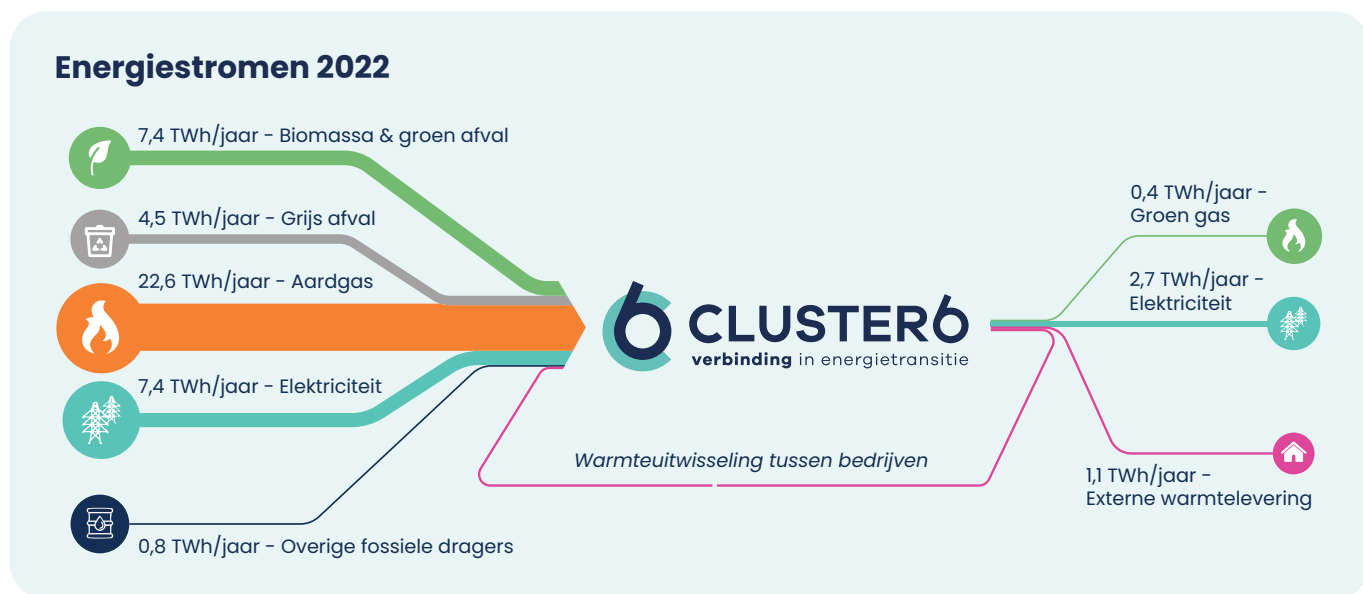 Energiestromen 2022
7,4 TWh/jaar - Biomassa & groen afval
4,5 TWh/jaar - Grijs afval
22,6 TWh/jaar - Aardgas
7,4 TWh/jaar - Elektriciteit
0,8 TWh/jaar - Overige fossiele dragers
6 CLUSTER6
verbinding in energietransitie
Warmteuitwisseling tussen bedrijven
0,4 TWh/jaar -
Groen gas
2,7 TWh/jaar -
Elektriciteit
1,1 TWh/jaar -
Externe warmtelevering